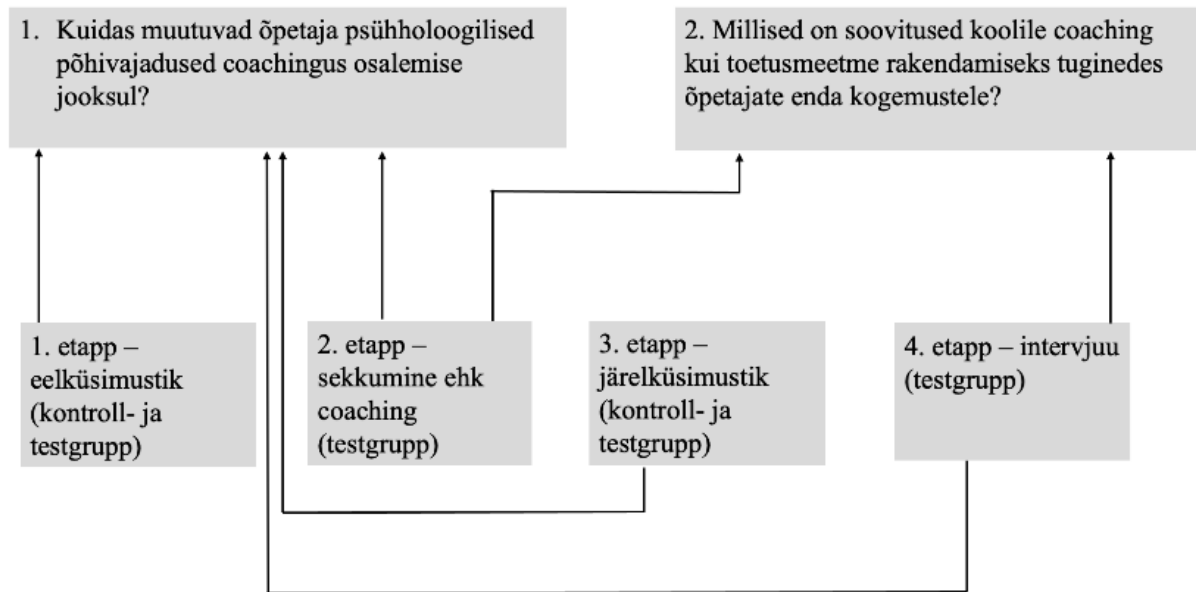 1. Kuidas muutuvad õpetaja psühholoogilised
põhivajadused coachingus osalemise
jooksul?
2. Millised on soovitused koolile coaching
kui toetusmeetme rakendamiseks tuginedes
õpetajate enda kogemustele?
1. etapp –
eelküsimustik
(kontroll- ja
testgrupp)
2. etapp –
sekkumine ehk
coaching
(testgrupp)
3. etapp –
järelküsimustik
(kontroll- ja
testgrupp)
4. etapp – intervjuu
(testgrupp)